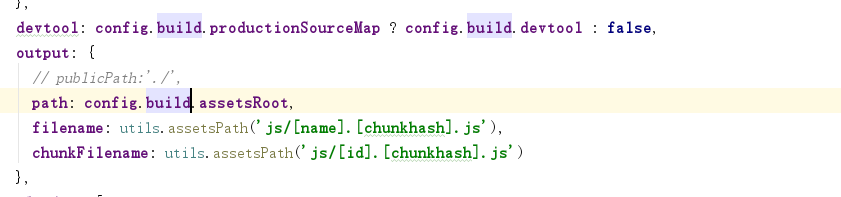 },
devtool: config.build.productionSourceMap ? config.build.devtool : false,
output: {
// publicPath:'./',
path: config.build.assetsRoot,
filename: utils.assetsPath('js/[name].[chunkhash].js'),
chunkFilename: utils.assetsPath('js/[id].[chunkhash].js')
},